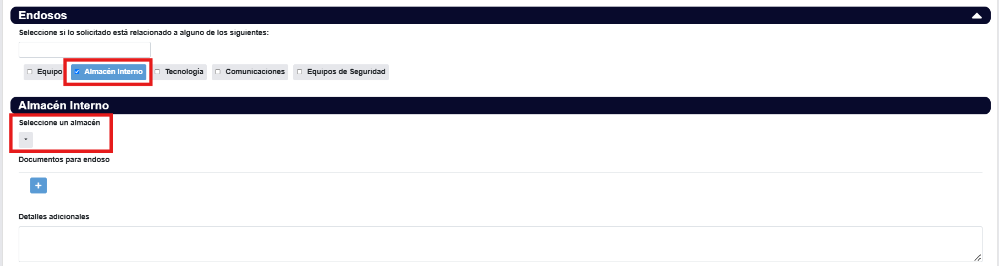 Endosos
Seleccione si lo solicitado está relacionado a alguno de los siguientes:
Equipo Almacén Interno Tecnología Comunicaciones Equipos de Seguridad
Almacén Interno
Seleccione un almacén
Documentos para endoso
+
Detalles adicionales